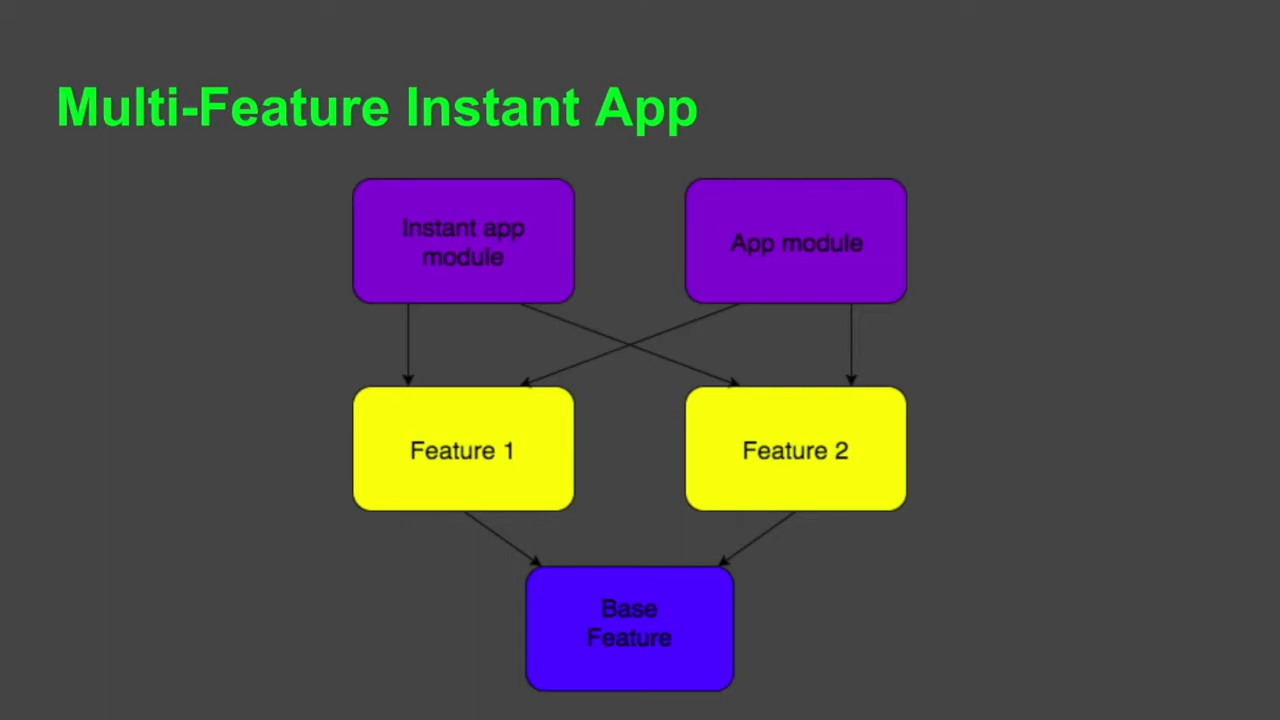 Multi-Feature Instant App
Instant app
module
App module
Feature 1
Feature 2
Base
Feature